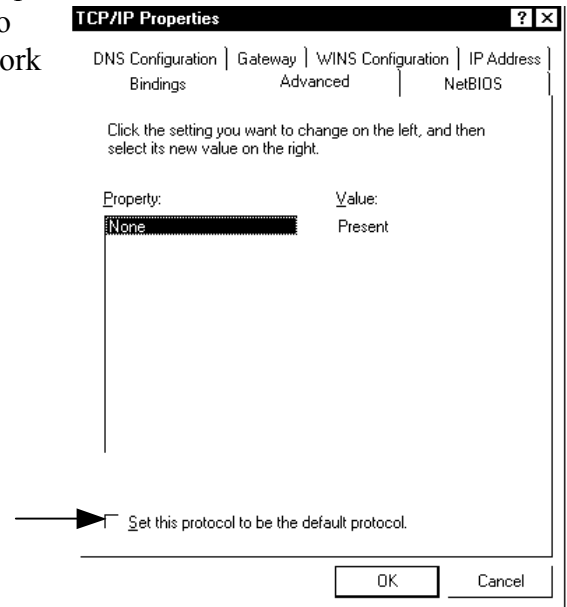 TCP/IP Properties ? ×
o
ork
DNS Configuration Gateway WINS Configuration IP Address
Bindings Advanced NetBIOS
Click the setting you want to change on the left, and then
select its new value on the right.
Property: Value:
None Present
Set this protocol to be the default protocol.
OK Cancel